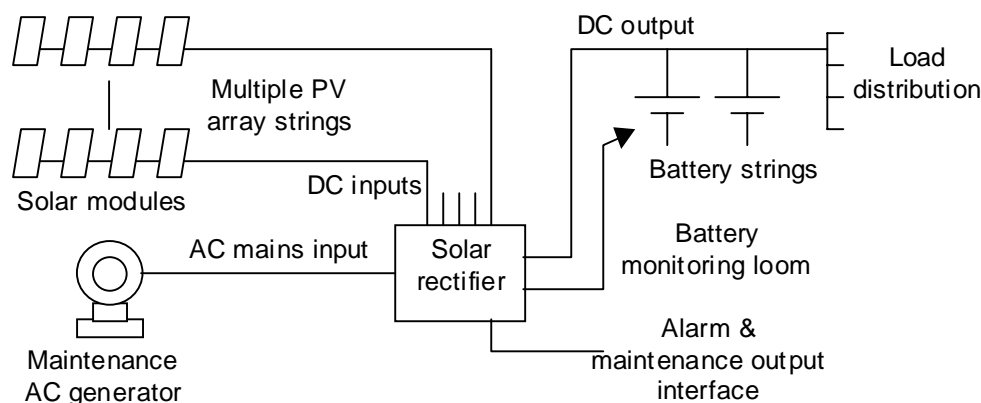 DC output
Load
distribution
Multiple PV
array strings
Battery strings
DC inputs
Solar modules
Solar
rectifier
AC mains input
Battery
monitoring loom
Maintenance
AC generator
Alarm &
maintenance output
interface